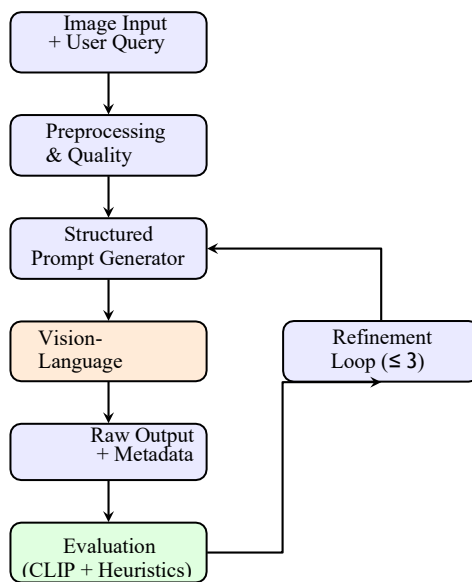 Image Input
+ User Query
Preprocessing
& Quality
Structured
Prompt Generator
Vision-
Language
Refinement
Loop (≤ 3)
Raw Output
+ Metadata
Evaluation
(CLIP + Heuristics)